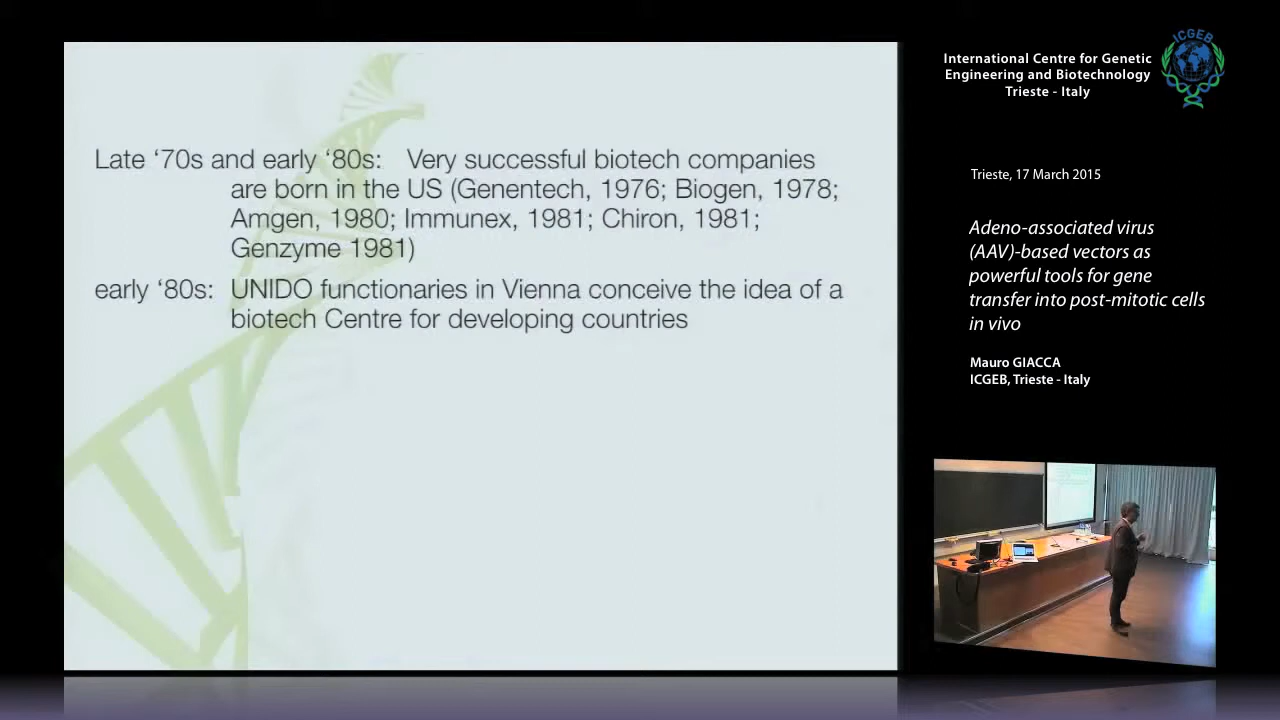 Late ‘70s and early ‘80s: Very successful biotech companies
are born in the US (Genentech, 1976; Biogen, 1978;
Amgen, 1980; Immunex, 1981; Chiron, 1981;
Genzyme 1981)
early ‘80s: UNIDO functionaries in Vienna conceive the idea of a
biotech Centre for developing countries
International Centre for Genetic
Engineering and Biotechnology
Trieste - Italy
ICGEB
Trieste, 17 March 2015
Adeno-associated virus
(AAV)-based vectors as
powerful tools for gene
transfer into post-mitotic cells
in vivo
Mauro GIACCA
ICGEB, Trieste - Italy